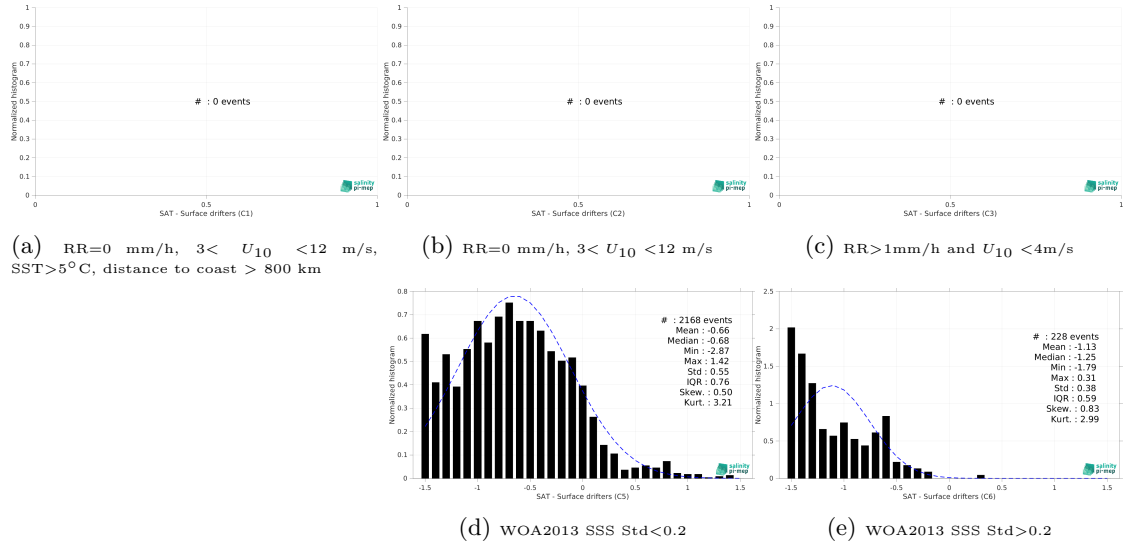 1
0.9
0.8
0.7
0.6
0.5
0.4
0.3
0.2
0.1
0
Normalized histogram
# : 0 events
salinity
pi-mep
0 0.5 1
SAT - Surface drifters (C1)
(a) RR=0 mm/h, 3< U10 <12 m/s,
SST>5°C, distance to coast > 800 km
1
0.9
0.8
0.7
0.6
0.5
0.4
0.3
0.2
0.1
0
Normalized histogram
# : 0 events
salinity
pi-mep
0 0.5 1
SAT - Surface drifters (C2)
(b) RR=0 mm/h, 3< U10 <12 m/s
1
0.9
0.8
0.7
0.6
0.5
0.4
0.3
0.2
0.1
0
Normalized histogram
# : 0 events
salinity
pi-mep
0 0.5 1
SAT - Surface drifters (C3)
(c) RR>1mm/h and U10 <4m/s
0.8
0.7
0.6
0.5
0.4
0.3
0.2
0.1
0
Normalized histogram
# : 2168 events
Mean : -0.66
Median : -0.68
Min : -2.87
Max : 1.42
Std : 0.55
IQR : 0.76
Skew. : 0.50
Kurt. : 3.21
salinity
pi-mep
-1.5 -1 -0.5 0 0.5 1 1.5
SAT - Surface drifters (C5)
(d) WOA2013 SSS Std<0.2
2.5
2
1.5
1
0.5
0
Normalized histogram
# : 228 events
Mean : -1.13
Median : -1.25
Min : -1.79
Max : 0.31
Std : 0.38
IQR : 0.59
Skew. : 0.83
Kurt. : 2.99
salinity
pi-mep
-1.5 -1 -0.5 0 0.5 1 1.5
SAT - Surface drifters (C6)
(e) WOA2013 SSS Std>0.2